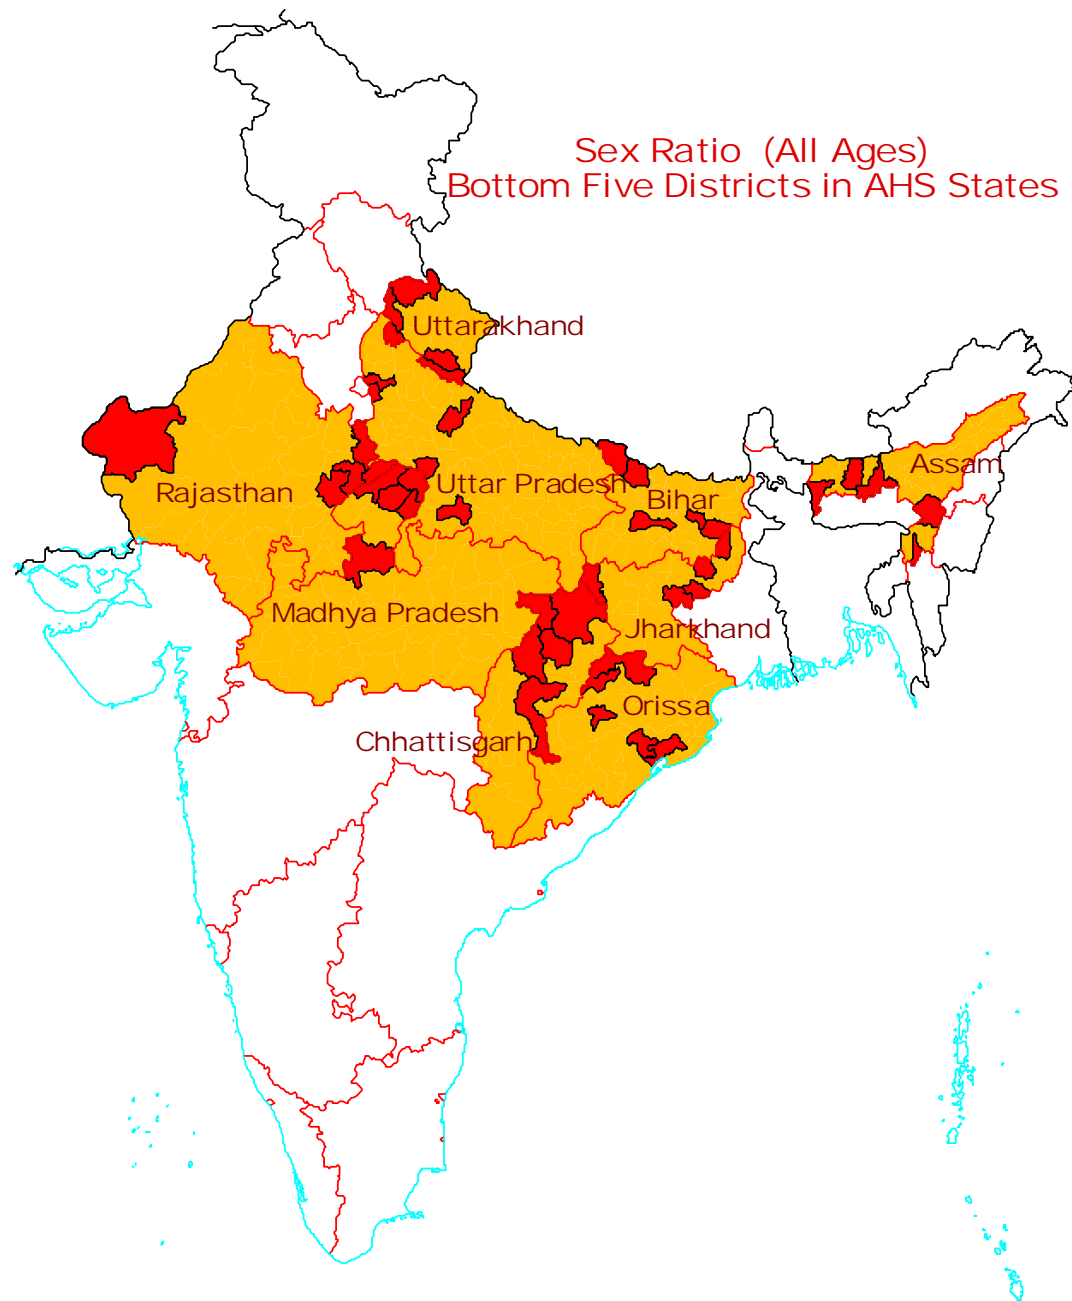 Sex Ratio (All Ages)
Bottom Five Districts in AHS States
Uttarakhand
Assam
Rajasthan
Uttar Pradesh
Bihar
Madhya Pradesh
Jharkhand
Orissa
Chhattisgarh